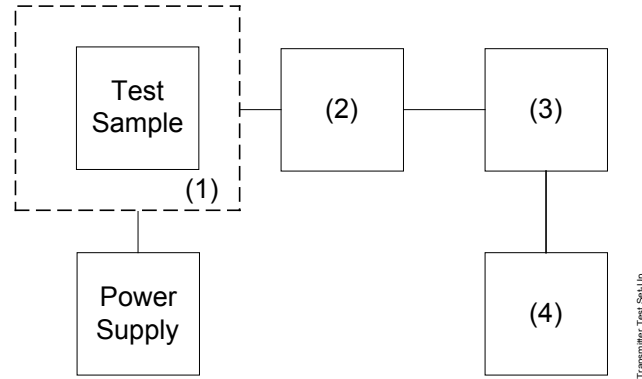 Test
Sample
(1)
(2)
(3)
Power
Supply
(4)
Transmitter Test Set-Up